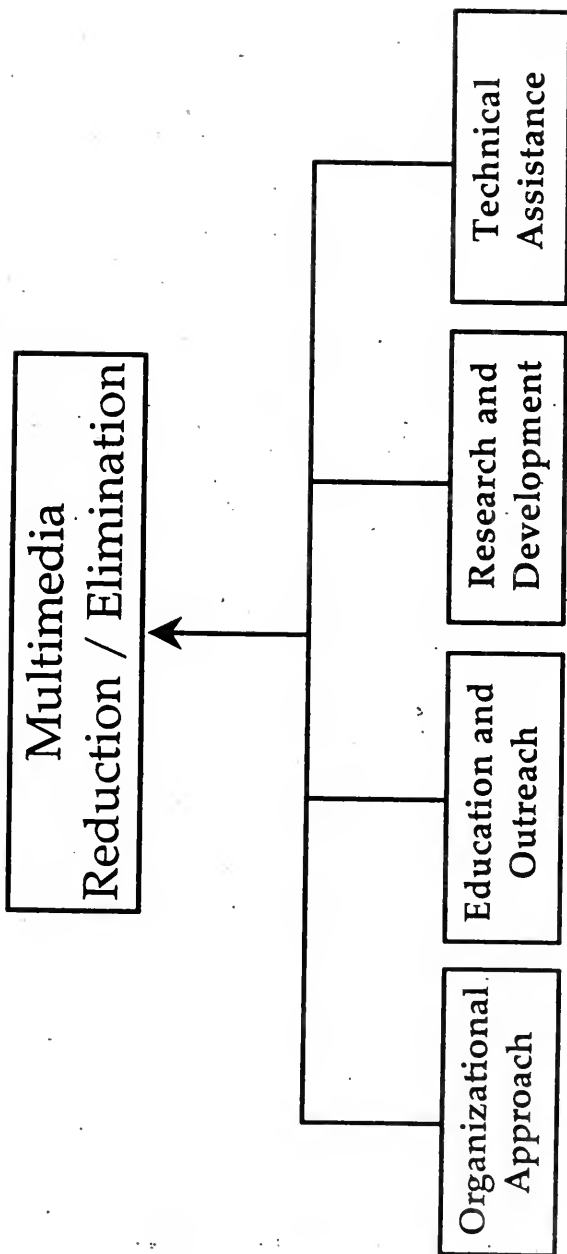 Multimedia
Reduction / Elimination
Organizational
Approach
Education and
Outreach
Research and
Development
Technical
Assistance